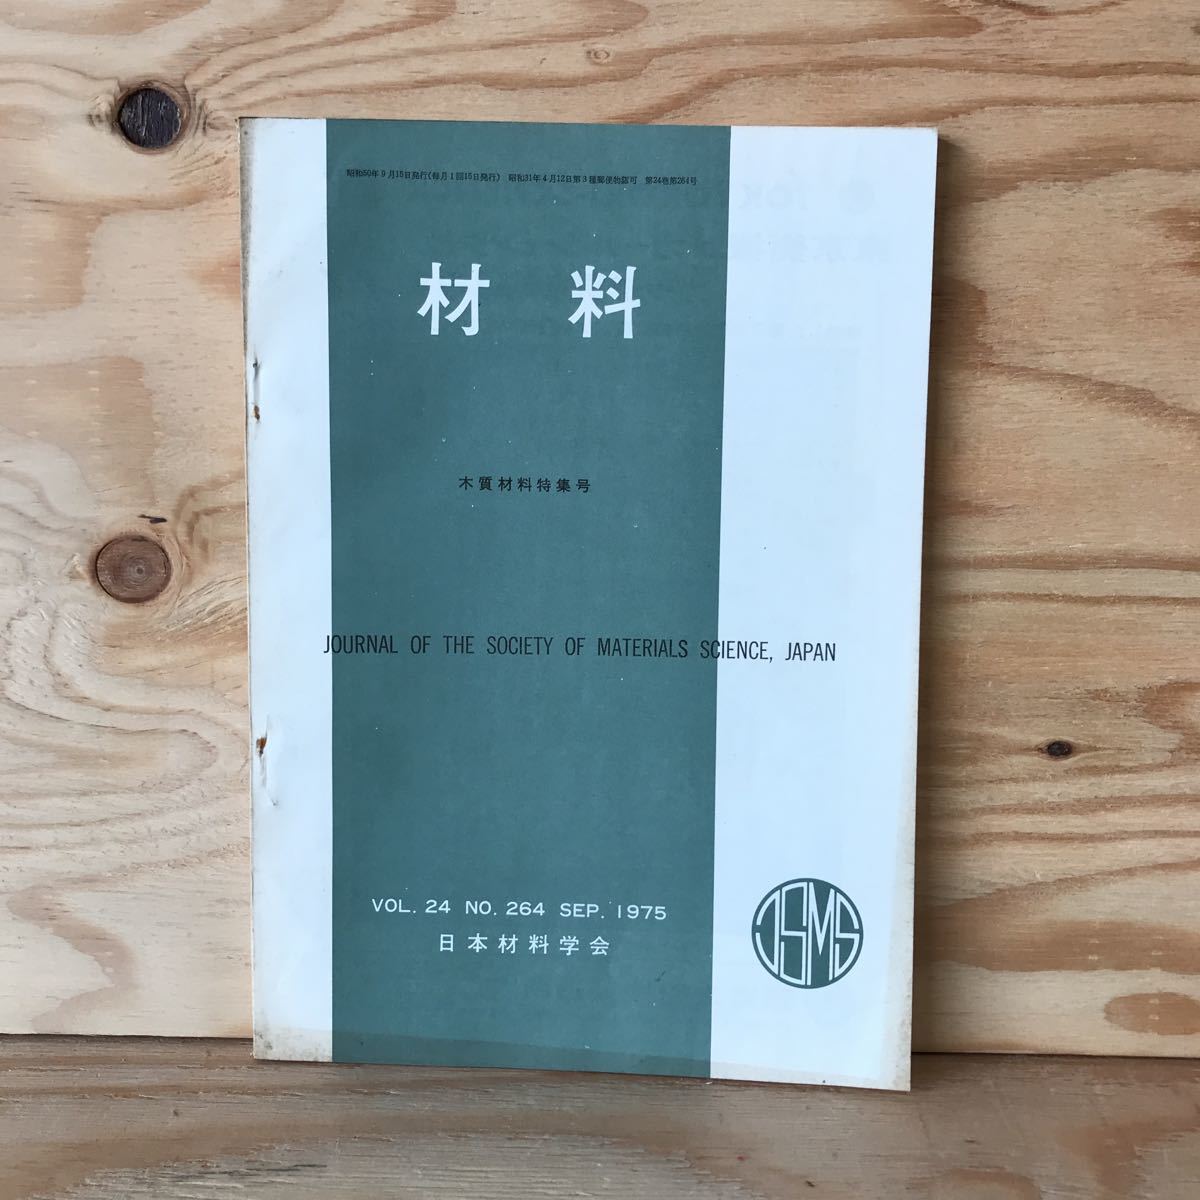 昭和50年9月15日発行(毎月1回15日発行) 昭和31年4月12日第3種郵便物認可 第24巻第264号
材料
木質材料特集号
JOURNAL OF THE SOCIETY OF MATERIALS SCIENCE, JAPAN
VOL. 24 NO. 264 SEP. 1975
日本材料学会
JSMS